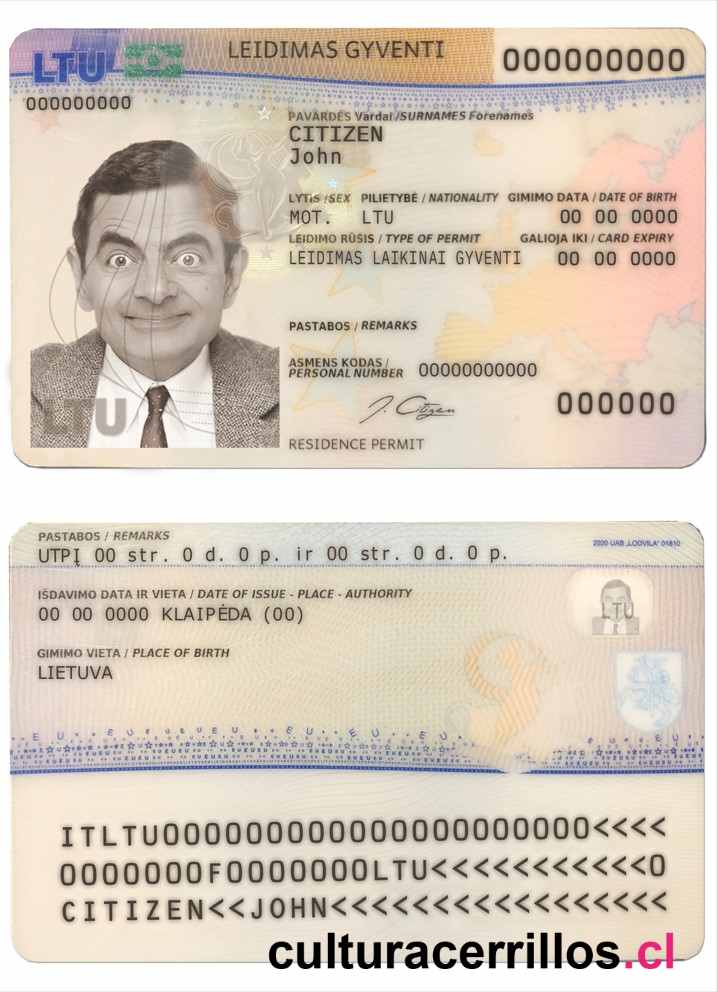 LTU LEIDIMAS GYVENTI 000000000
000000000
PAVARDĖS Vardai /SURNAMES Forenames
CITIZEN
John
LYTIS /SEX PILIETYBĖ / NATIONALITY GIMIMO DATA / DATE OF BIRTH
MOT. LTU 00 00 0000
LEIDIMO RŪŠIS / TYPE OF PERMIT GALIOJA IKI / CARD EXPIRY
LEIDIMAS LAIKINAI GYVENTI 00 00 0000
PASTABOS / REMARKS
ASMENS KODAS /
PERSONAL NUMBER 00000000000
LTU
J. Citizen 000000
RESIDENCE PERMIT
PASTABOS / REMARKS
UTPĮ 00 str. 0 d. 0 p. ir 00 str. 0 d. 0 p.
2020 UAB „LODVILA" 01810
IŠDAVIMO DATA IR VIETA / DATE OF ISSUE - PLACE - AUTHORITY
00 00 0000 KLAIPĖDA (00)
LTU
GIMIMO VIETA / PLACE OF BIRTH
LIETUVA
ITLTU000000000000000000000<<<<
0000000F0000000LTU<<<<<<<<<<<0
CITIZEN<<JOHN<<<<<<<<<<<<<<<<<
culturacerrillos.cl